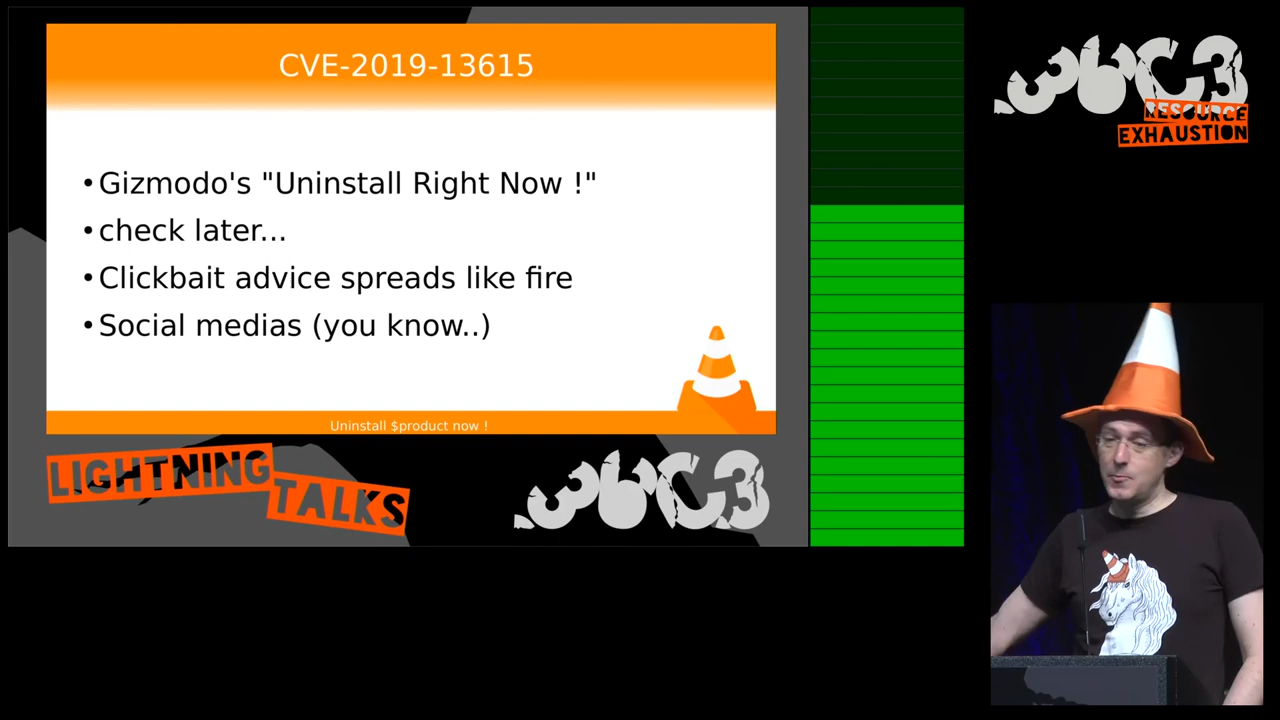 CVE-2019-13615
•Gizmodo's "Uninstall Right Now !"
•check later...
•Clickbait advice spreads like fire
•Social medias (you know..)
Uninstall $product now !
LIGHTNING
TALKS
36C3
36C3
RESOURCE
EXHAUSTION